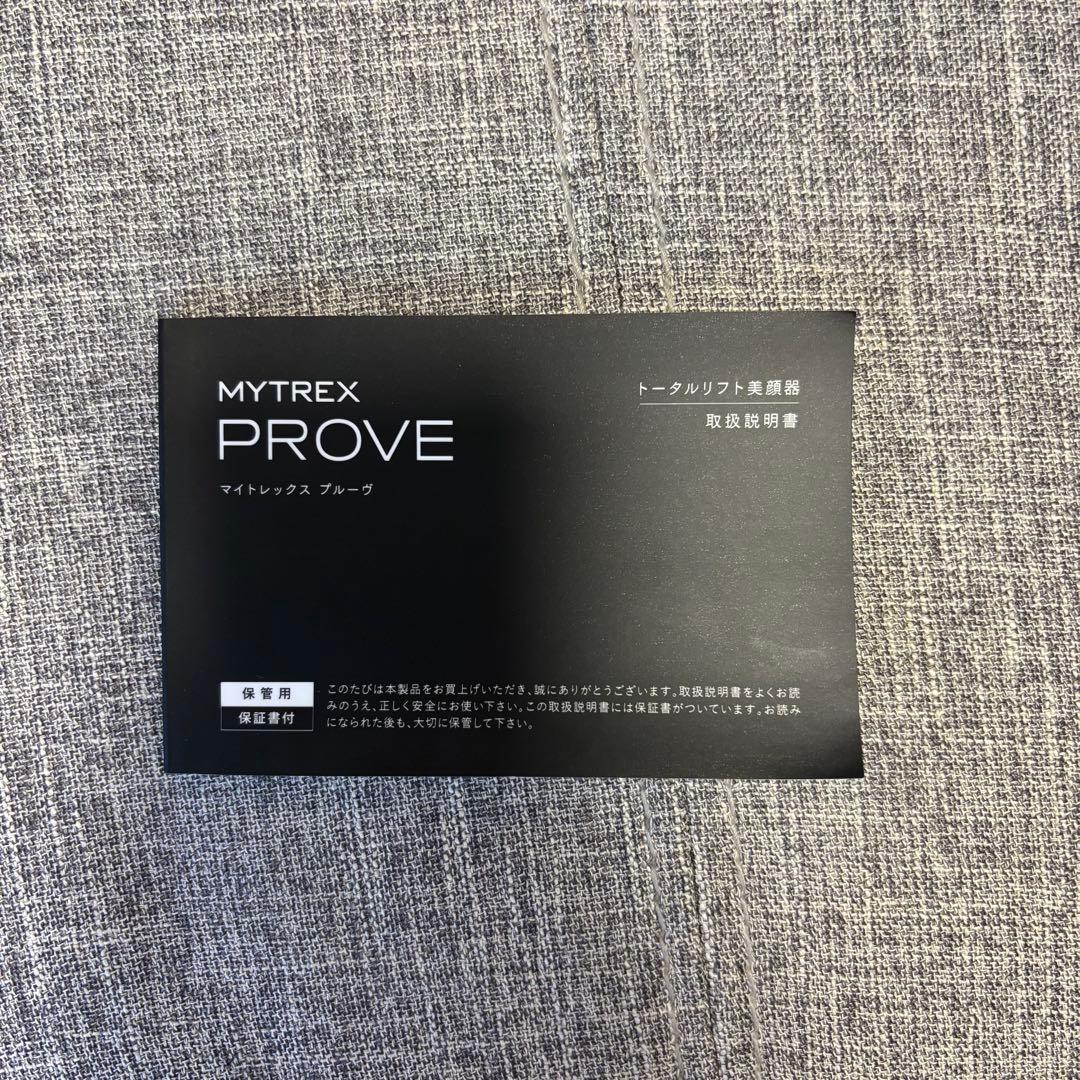 MYTREX
PROVE
マイトレックス プルーヴ
トータルリフト美顔器
取扱説明書
保管用
保証書付
このたびは本製品をお買上げいただき、誠にありがとうございます。取扱説明書をよくお読
みのうえ、正しく安全にお使い下さい。この取扱説明書には保証書がついています。お読み
になられた後も、大切に保管して下さい。